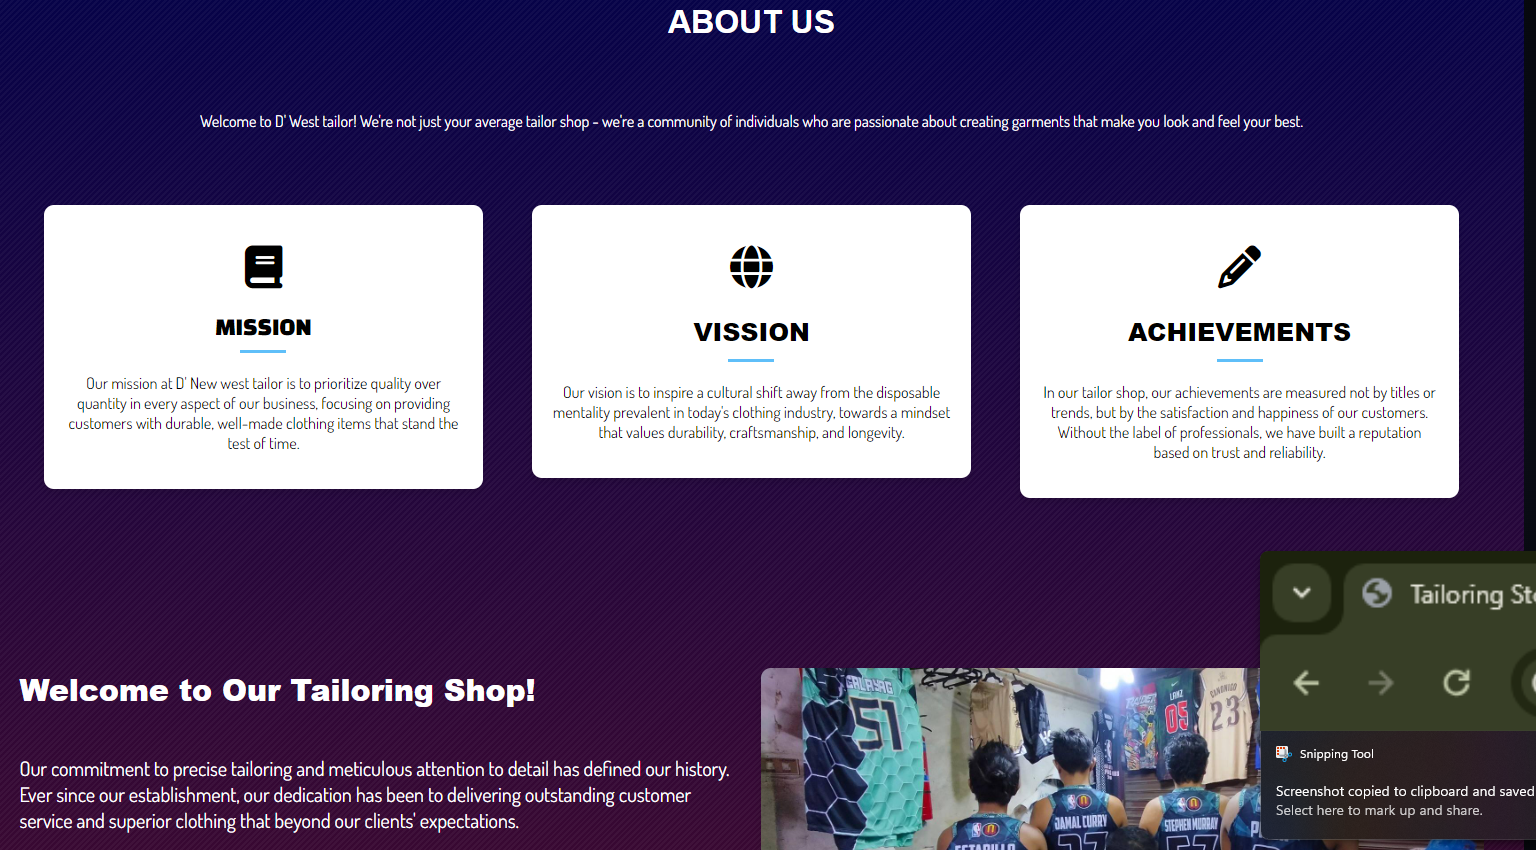 ABOUT US
Welcome to D' West tailor! We're not just your average tailor shop - we're a community of individuals who are passionate about creating garments that make you look and feel your best.
MISSION
Our mission at D' New west tailor is to prioritize quality over
quantity in every aspect of our business, focusing on providing
customers with durable, well-made clothing items that stand the
test of time.
VISSION
Our vision is to inspire a cultural shift away from the disposable
mentality prevalent in today's clothing industry, towards a mindset
that values durability, craftsmanship, and longevity.
ACHIEVEMENTS
In our tailor shop, our achievements are measured not by titles or
trends, but by the satisfaction and happiness of our customers.
Without the label of professionals, we have built a reputation
based on trust and reliability.
Welcome to Our Tailoring Shop!
Our commitment to precise tailoring and meticulous attention to detail has defined our history.
Ever since our establishment, our dedication has been to delivering outstanding customer
service and superior clothing that beyond our clients' expectations.
51
LANZ
05
CANONIGO
23
JAMAL CURRY
STEPHEN MURRAY
Tailoring St
Snipping Tool
Screenshot copied to clipboard and saved
Select here to mark up and share.